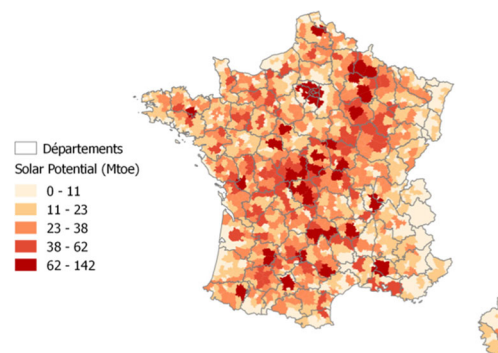 Départements
Solar Potential (Mtoe)
0 - 11
11 - 23
23 - 38
38 - 62
62 - 142